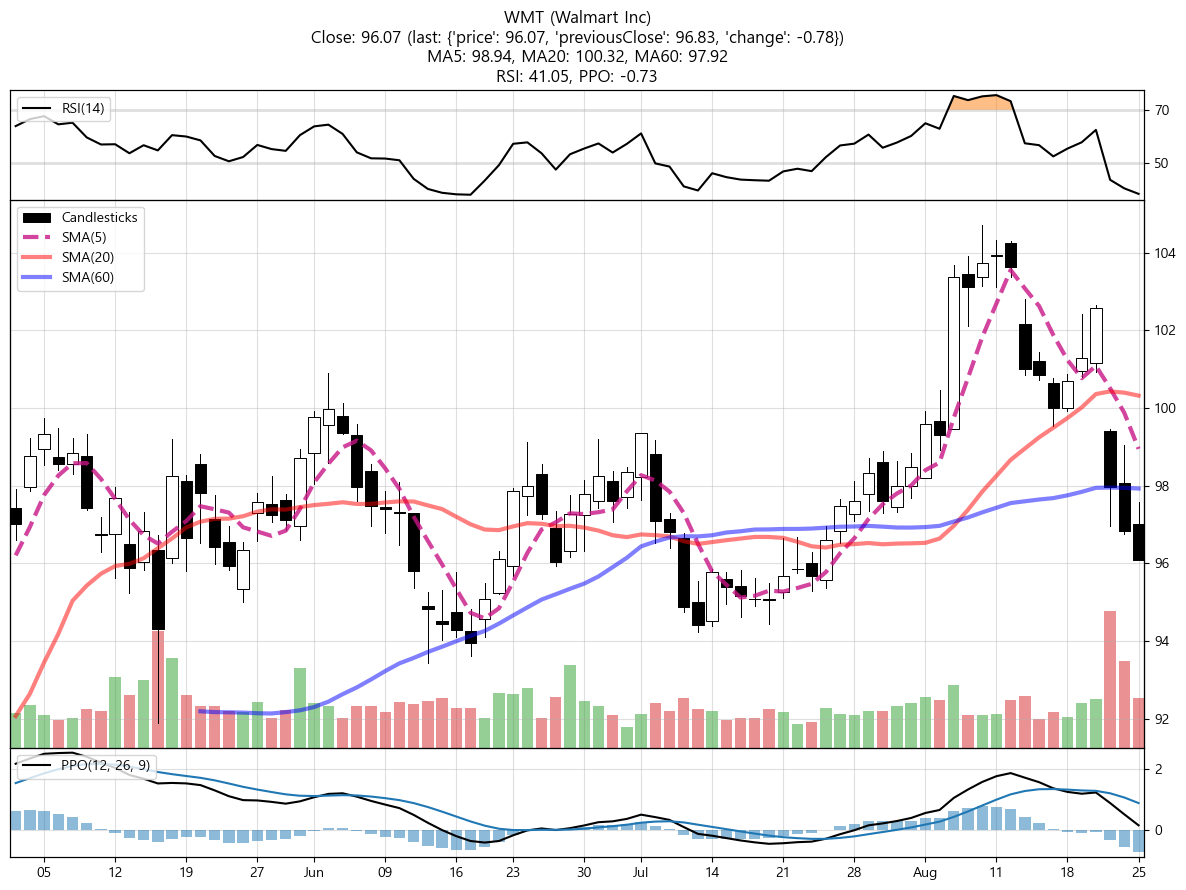 WMT (Walmart Inc)
Close: 96.07 (last: {'price': 96.07, 'previousClose': 96.83, 'change': -0.78})
MA5: 98.94, MA20: 100.32, MA60: 97.92
RSI: 41.05, PPO: -0.73
RSI(14)
70
50
Candlesticks
SMA(5)
SMA(20)
SMA(60)
104
102
100
98
96
94
92
PPO(12, 26, 9)
2
0
05 12 19 27 Jun 09 16 23 30 Jul 14 21 28 Aug 11 18 25